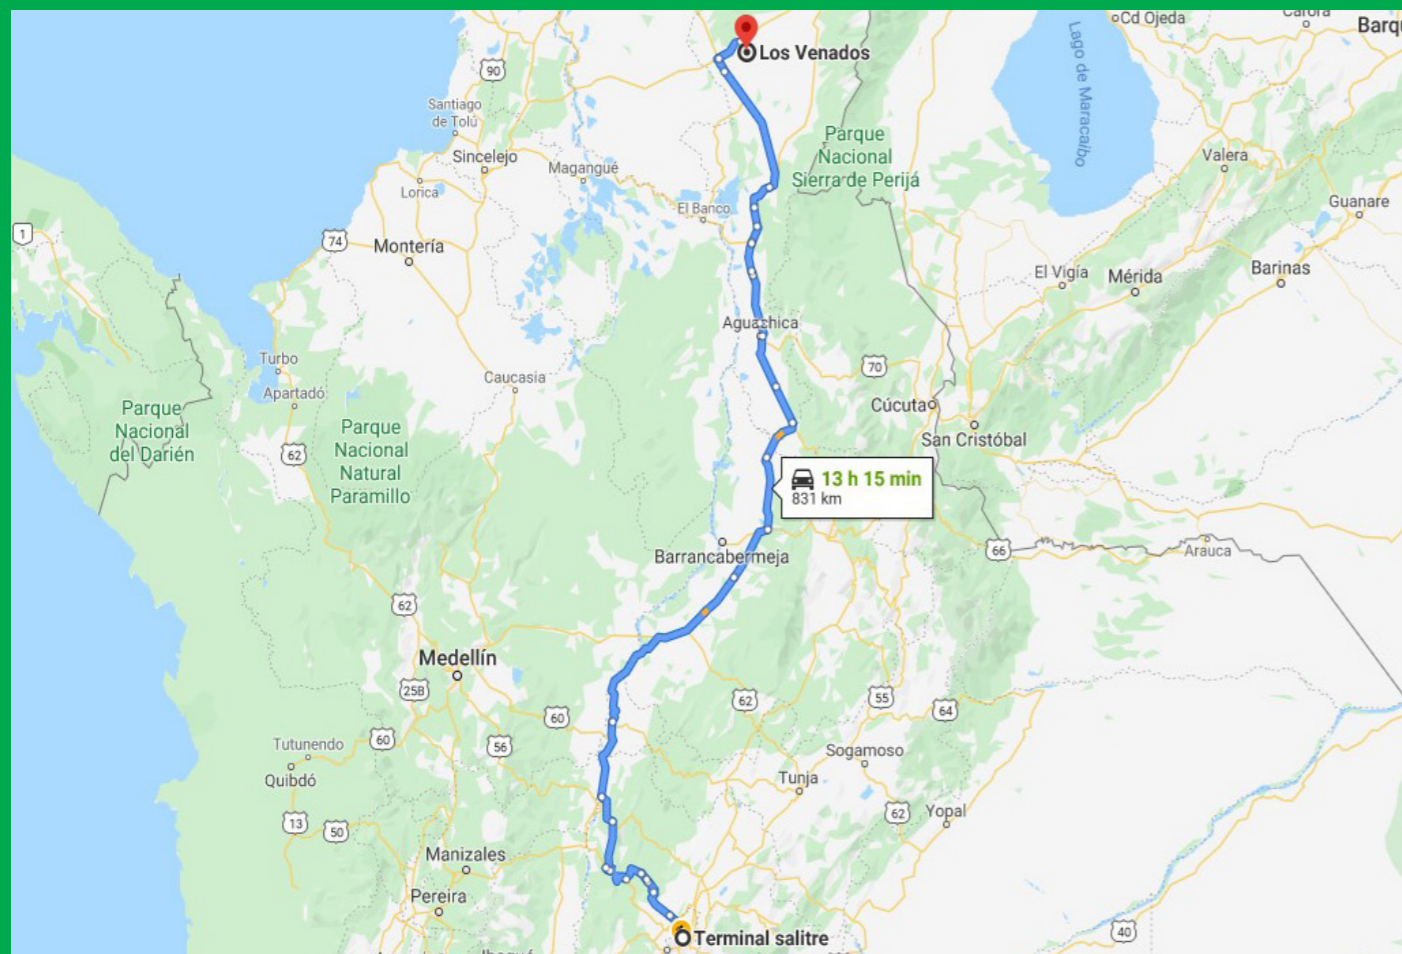 Cd Ojeda
Carora
Barqu
Los Venados
Lago de Maracaibo
90
Santiago
de Tolú
Parque
Nacional
Sierra de Perijá
Sincelejo
Magangué
Valera
Lorica
Guanare
El Banco
1
74
Montería
El Vigía
Mérida
Barinas
Aguachica
Turbo
70
Caucasia
Apartadó
Cúcuta
Parque
Nacional
del Darién
Parque
Nacional
Natural
Paramillo
San Cristóbal
62
13 h 15 min
831 km
Barrancabermeja
66
Arauca
62
Medellín
25B
62
55
64
60
60
56
Tutunendo
Sogamoso
Quibdó
Tunja
62
Yopal
13
50
Manizales
Pereira
Terminal salitre
40